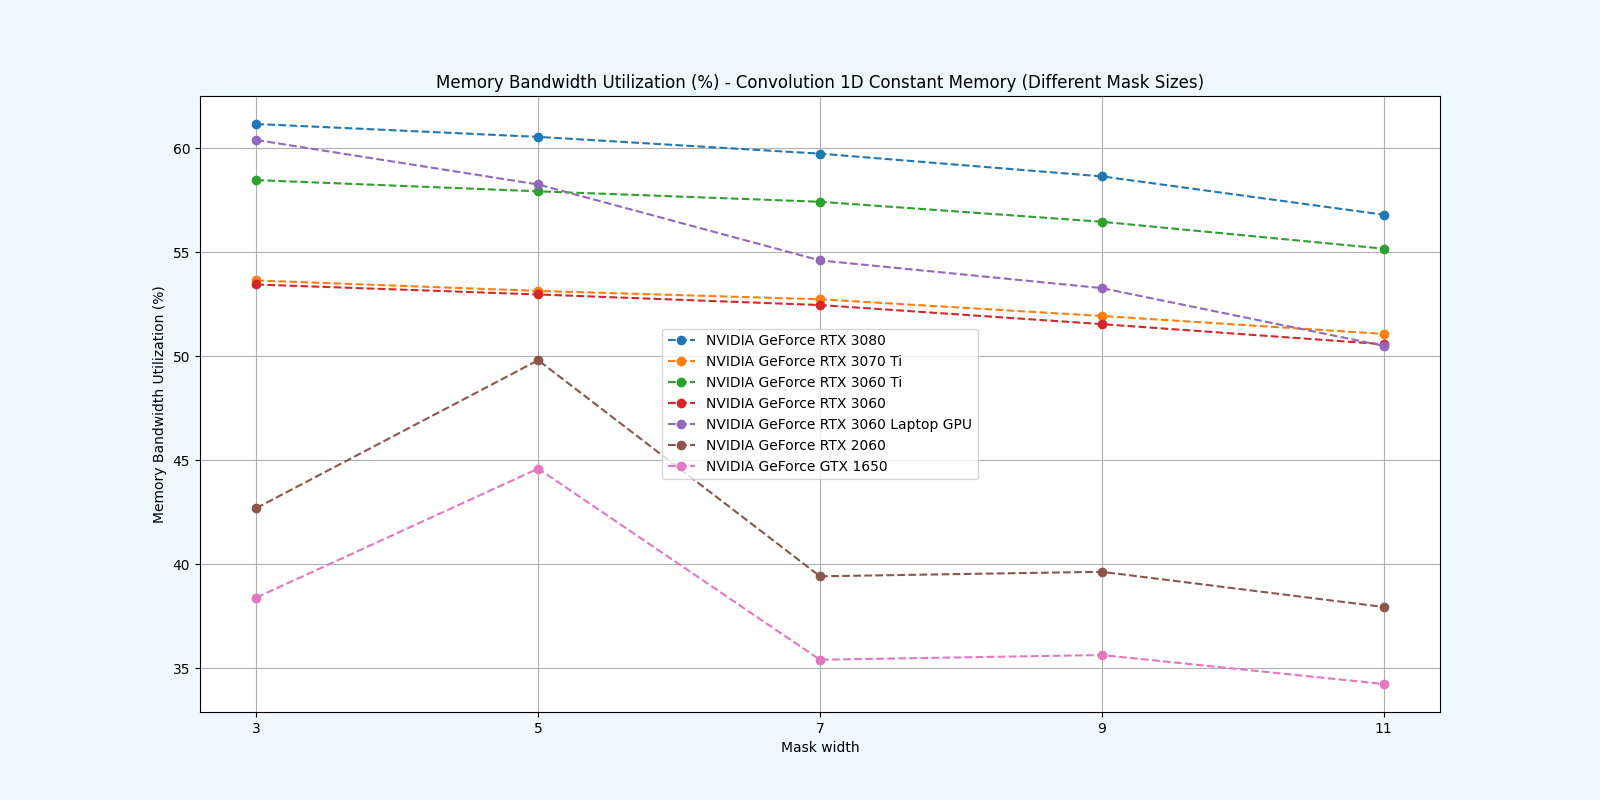 Memory Bandwidth Utilization (%) - Convolution 1D Constant Memory (Different Mask Sizes)
Memory Bandwidth Utilization (%)
60
55
50
45
40
35
NVIDIA GeForce RTX 3080
NVIDIA GeForce RTX 3070 Ti
NVIDIA GeForce RTX 3060 Ti
NVIDIA GeForce RTX 3060
NVIDIA GeForce RTX 3060 Laptop GPU
NVIDIA GeForce RTX 2060
NVIDIA GeForce GTX 1650
3 5 7 9 11
Mask width